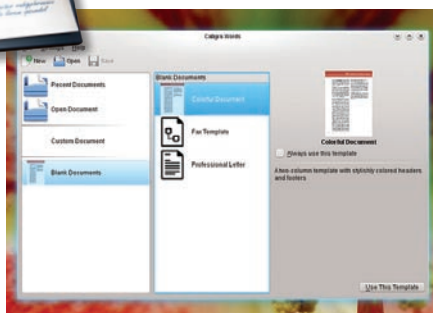 Calligra Words
Help
New Open Save
Recent Documents
Open Document
Custom Document
Blank Documents
Blank Documents
Colorful Document
Fax Template
Professional Letter
Colorful Document
Always use this template
A two column template with stylishly colored headers
and footers
Use This Template